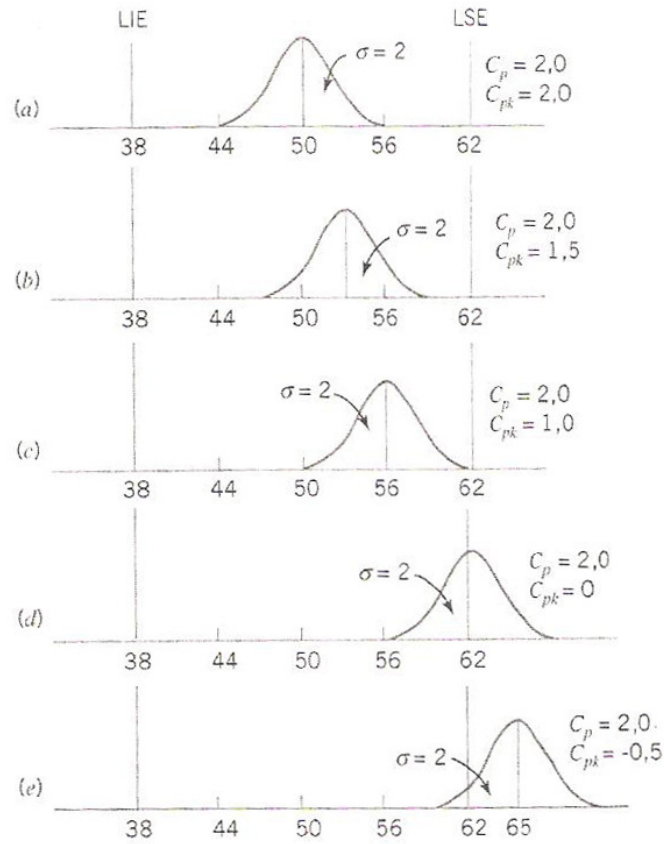 LIE LSE
σ = 2
C_p = 2,0
C_pk = 2,0
(a)
38 44 50 56 62
σ = 2
C_p = 2,0
C_pk = 1,5
(b)
38 44 50 56 62
σ = 2
C_p = 2,0
C_pk = 1,0
(c)
38 44 50 56 62
σ = 2
C_p = 2,0
C_pk = 0
(d)
38 44 50 56 62
σ = 2
C_p = 2,0
C_pk = -0,5
(e)
38 44 50 56 62 65